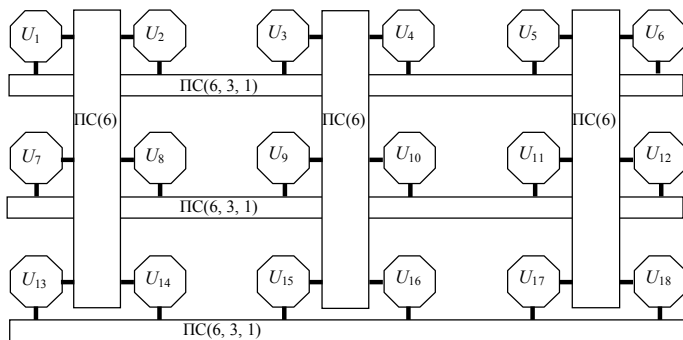 U1 U2 U3 U4 U5 U6
ПС(6, 3, 1)
ПС(6) ПС(6) ПС(6)
U7 U8 U9 U10 U11 U12
ПС(6, 3, 1)
U13 U14 U15 U16 U17 U18
ПС(6, 3, 1)